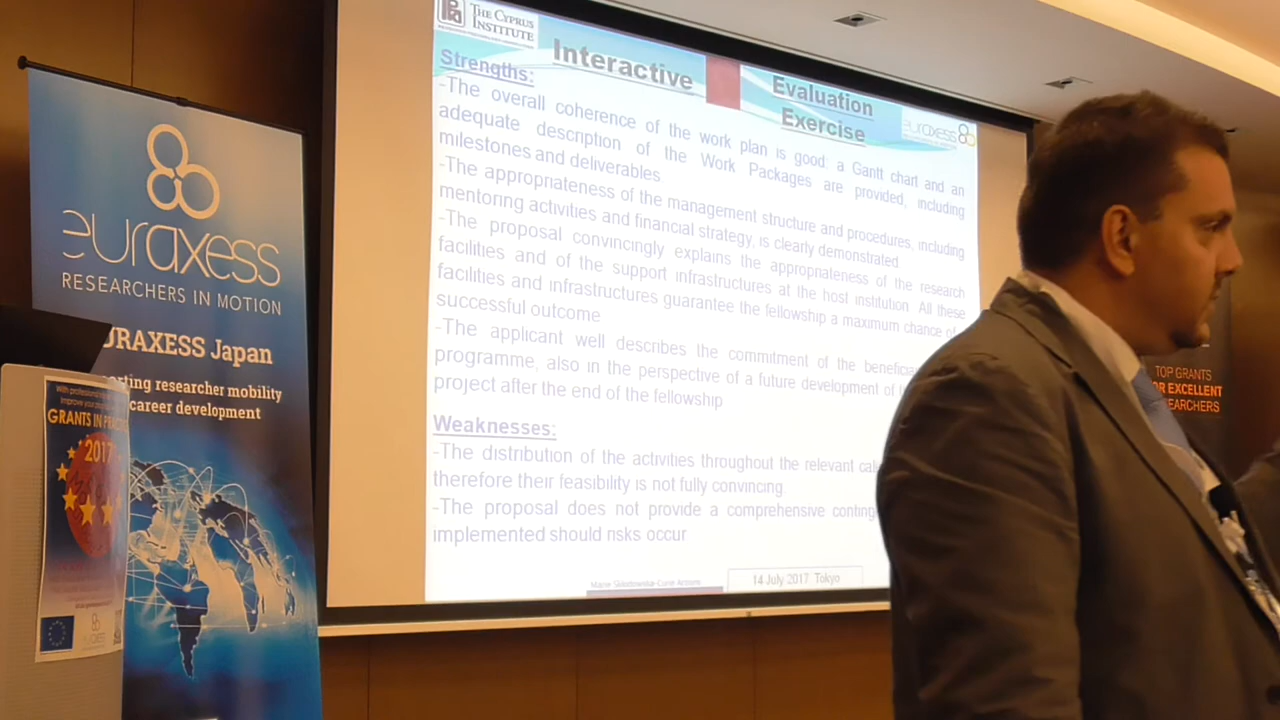 euraxess
RESEARCHERS IN MOTION
URAXESS Japan
rting researcher mobility
career development
GRANTS IN PRACT
2017
THE CYPRUS
INSTITUTE
Interactive
Evaluation
Exercise
euraxess
Strengths:
-The overall coherence of the work plan is good; a Gantt chart and an
adequate description of the Work Packages are provided, including
milestones and deliverables
-The appropriateness of the management structure and procedures, including
mentoring activities and financial strategy, is clearly demonstrated
-The proposal convincingly explains the appropriateness of the research
facilities and of the support infrastructures at the host institution. All these
facilities and infrastructures guarantee the fellowship a maximum chance of
successful outcome
-The applicant well describes the commitment of the beneficia
programme, also in the perspective of a future development of t
project after the end of the fellowship
Weaknesses:
-The distribution of the activities throughout the relevant cal
therefore their feasibility is not fully convincing.
-The proposal does not provide a comprehensive conting
implemented should risks occur
Marie Skłodowska-Curie Actions
14 July 2017 Tokyo
TOP GRANTS
OR EXCELLENT
EARCHERS